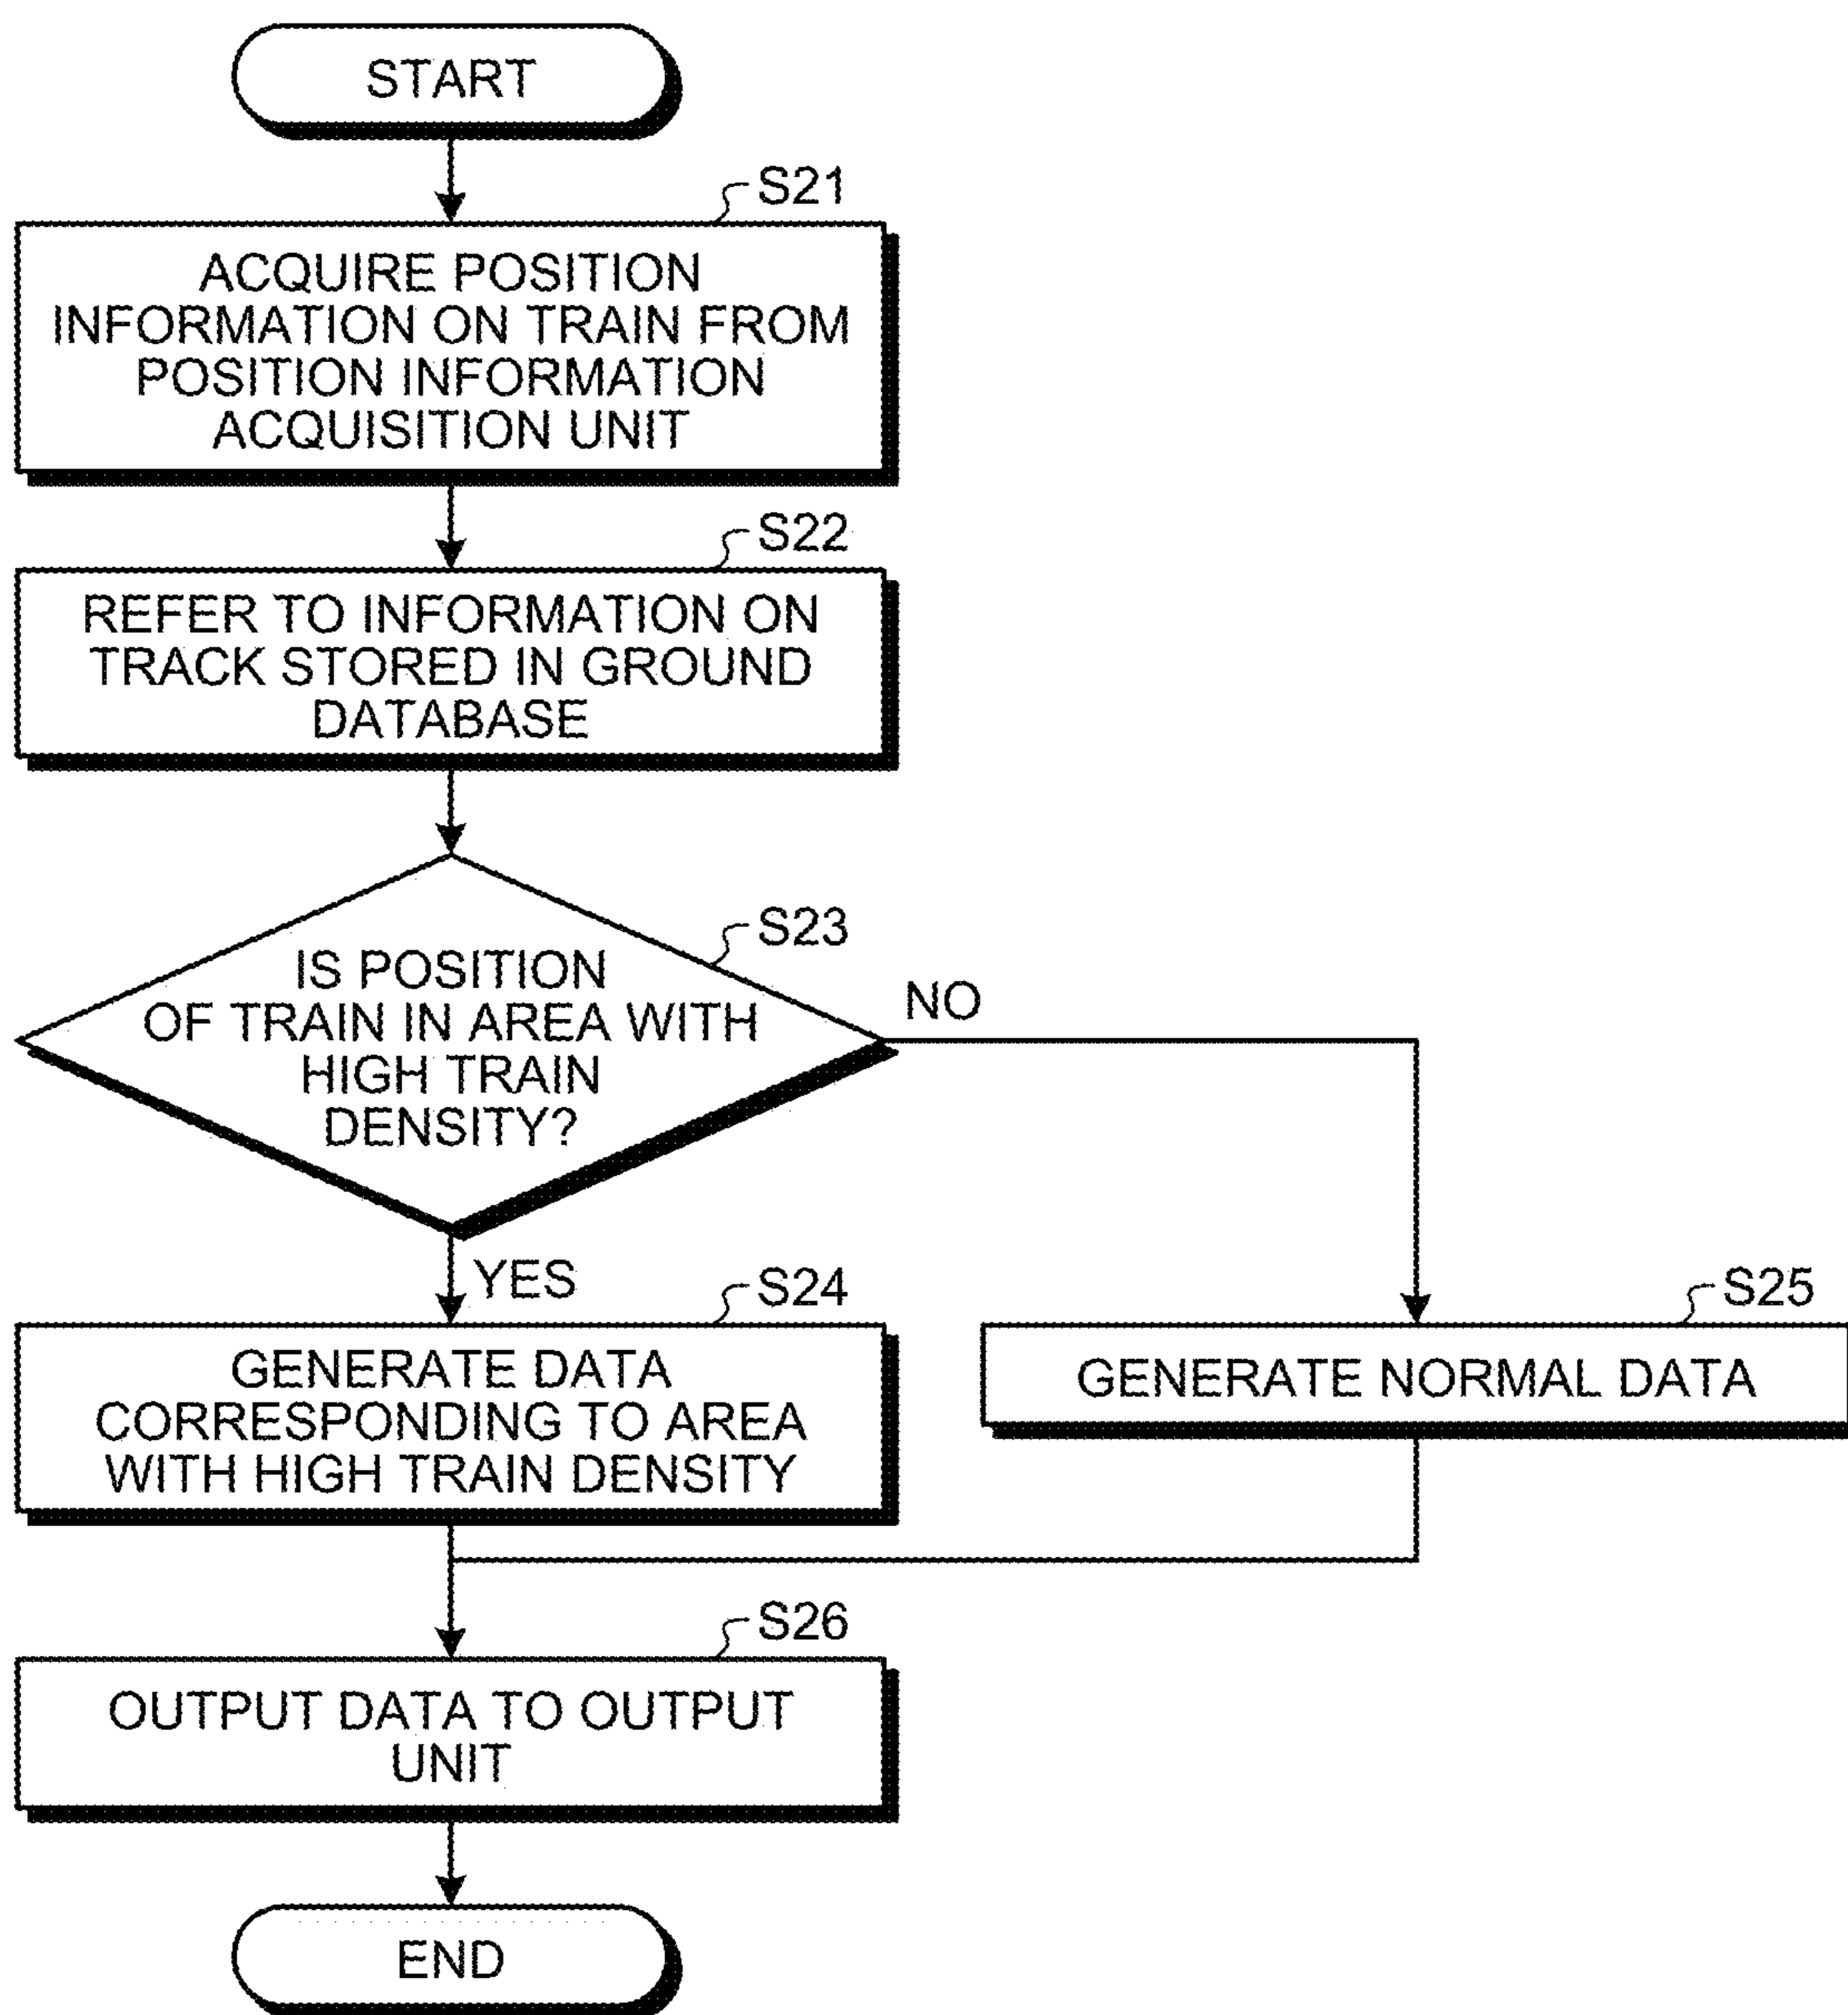 START
S21
ACQUIRE POSITION
INFORMATION ON TRAIN FROM
POSITION INFORMATION
ACQUISITION UNIT
S22
REFER TO INFORMATION ON
TRACK STORED IN GROUND
DATABASE
S23
IS POSITION
OF TRAIN IN AREA WITH
HIGH TRAIN
DENSITY?
NO
YES
S24
GENERATE DATA
CORRESPONDING TO AREA
WITH HIGH TRAIN DENSITY
S25
GENERATE NORMAL DATA
S26
OUTPUT DATA TO OUTPUT
UNIT
END